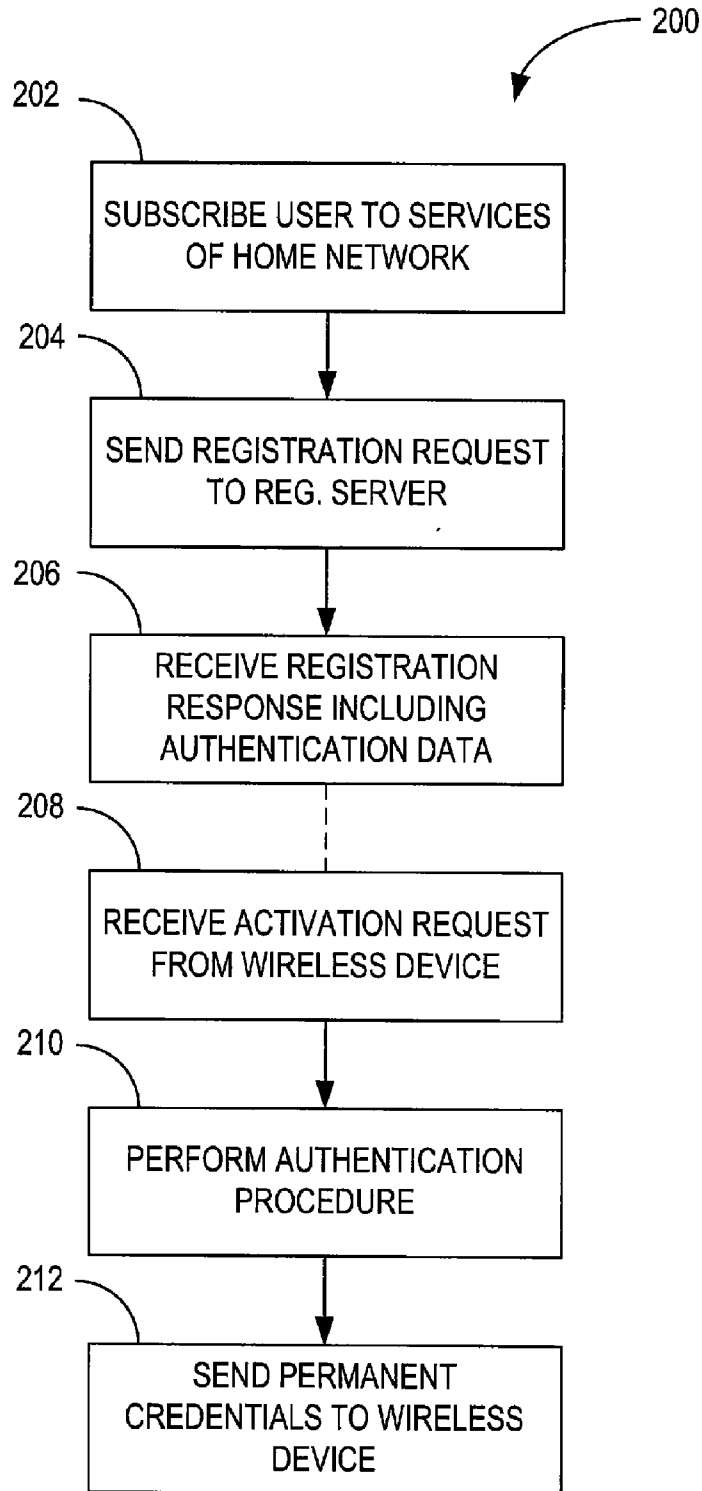 200
202
SUBSCRIBE USER TO SERVICES
OF HOME NETWORK
204
SEND REGISTRATION REQUEST
TO REG. SERVER
206
RECEIVE REGISTRATION
RESPONSE INCLUDING
AUTHENTICATION DATA
208
RECEIVE ACTIVATION REQUEST
FROM WIRELESS DEVICE
210
PERFORM AUTHENTICATION
PROCEDURE
212
SEND PERMANENT
CREDENTIALS TO WIRELESS
DEVICE